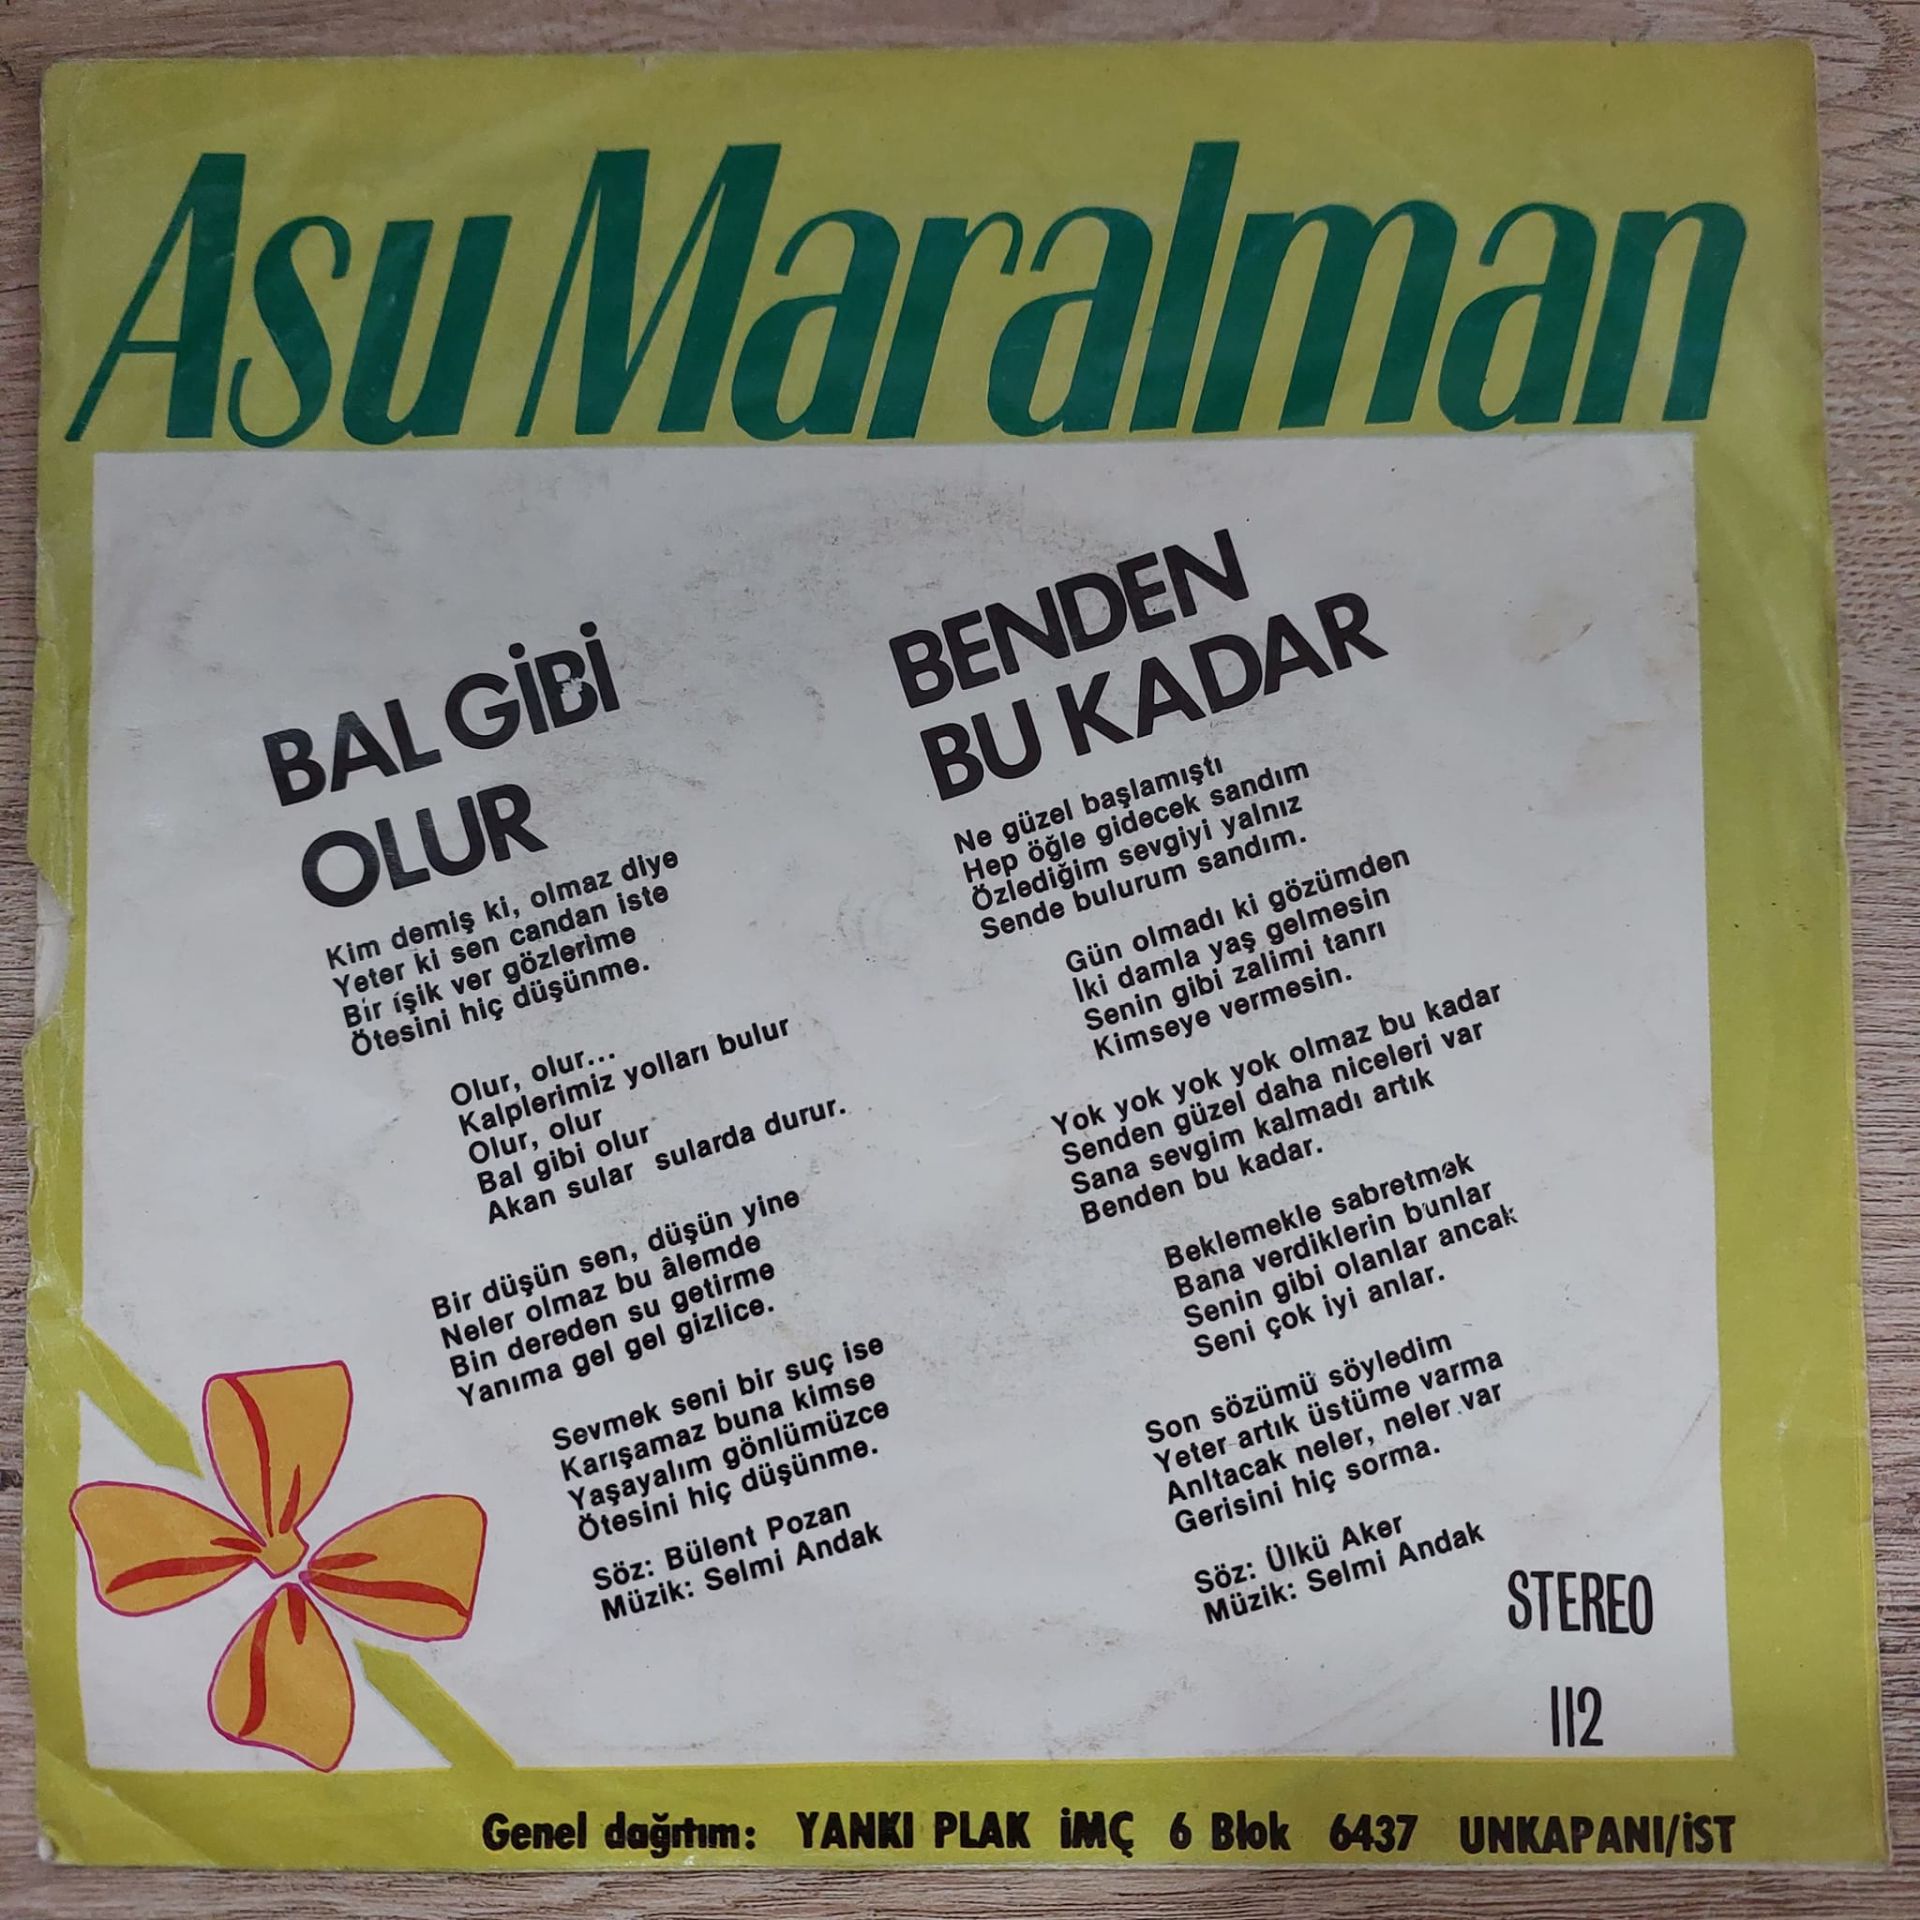 Asu Maralman
BAL GİBİ
OLUR
Kim demiş ki, olmaz diye
Yeter ki sen candan iste
Bir işik ver gözlerime
Ötesini hiç düşünme.
Olur, olur...
Kalplerimiz yolları bulur
Olur, olur
Bal gibi olur
Akan sular sularda durur.
Bir düşün sen, düşün yine
Neler olmaz bu âlemde
Bin dereden su getirme
Yanıma gel gel gizlice.
Sevmek seni bir suç ise
Karışamaz buna kimse
Yaşayalım gönlümüzce
Ötesini hiç düşünme.
Söz: Bülent Pozan
Müzik: Selmi Andak
BENDEN
BU KADAR
Ne güzel başlamıştı
Hep öğle gidecek sandım
Özlediğim sevgiyi yalnız
Sende bulurum sandım.
Gün olmadı ki gözümden
Iki damla yaş gelmesin
Senin gibi zalimi tanrı
Kimseye vermesin.
Yok yok yok yok olmaz bu kadar
Senden güzel daha niceleri var
Sana sevgim kalmadı artık
Benden bu kadar.
Beklemekle sabretmek
Bana verdiklerin bunlar
Senin gibi olanlar ancak
Seni çok iyi anlar.
Son sözümü söyledim
Yeter artık üstüme varma
Anltacak neler, neler var
Gerisini hiç sorma.
Söz: Ülkü Aker
Müzik: Selmi Andak
STEREO
112
Genel dağıtım: YANKI PLAK İMÇ 6 Blok 6437 UNKAPANI/İST